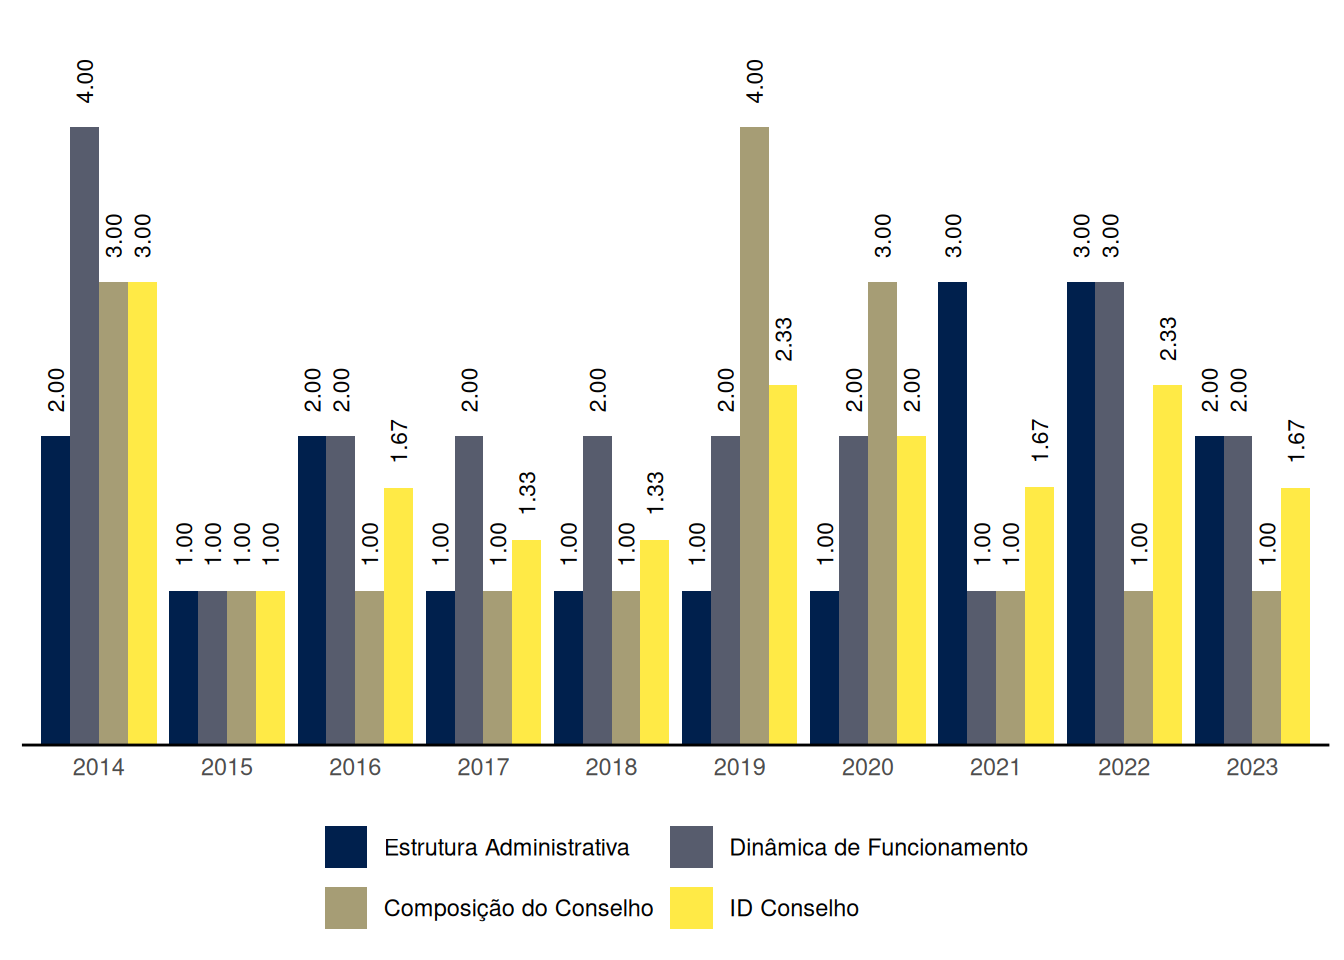 4.00 4.00
3.00 3.00 3.00 3.00 3.00 3.00
2.33 2.33
2.00 2.00 2.00 2.00 2.00 2.00 2.00 2.00 2.00 2.00
1.67 1.67 1.67
1.33 1.33
1.00 1.00 1.00 1.00 1.00 1.00 1.00 1.00 1.00 1.00 1.00 1.00 1.00 1.00 1.00
2014 2015 2016 2017 2018 2019 2020 2021 2022 2023
Estrutura Administrativa Dinâmica de Funcionamento
Composição do Conselho ID Conselho